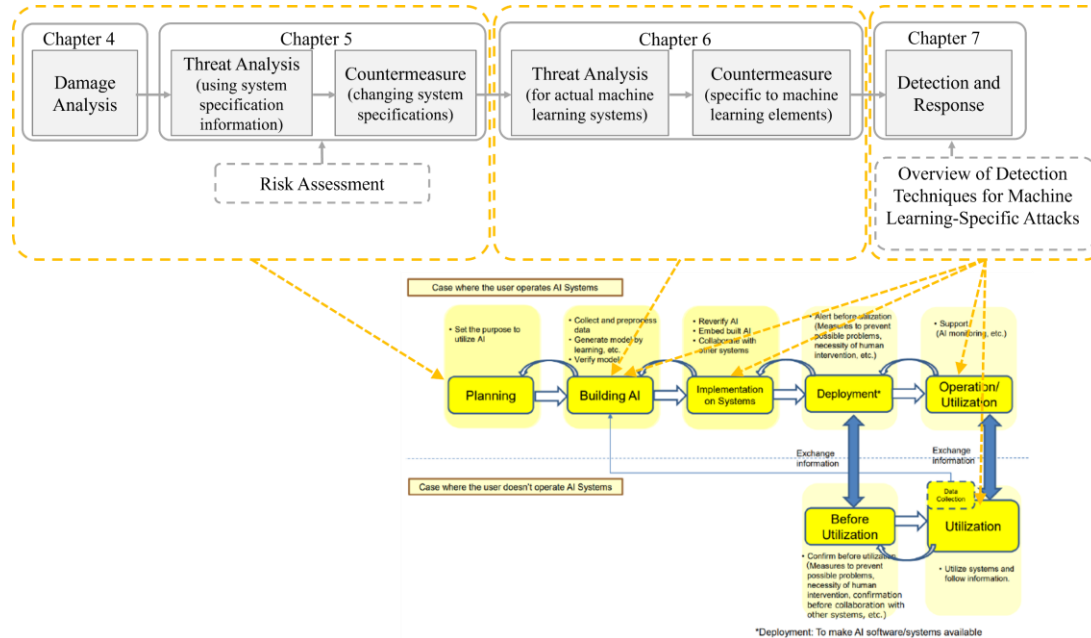 Chapter 4
Damage
Analysis
Chapter 5
Threat Analysis
(using system
specification
information)
Countermeasure
(changing system
specifications)
Risk Assessment
Chapter 6
Threat Analysis
(for actual machine
learning systems)
Countermeasure
(specific to machine
learning elements)
Chapter 7
Detection and
Response
Overview of Detection
Techniques for Machine
Learning-Specific Attacks
Case where the user operates AI Systems
• Set the purpose to
utilize AI
• Collect and preprocess
data
• Generate model by
learning, etc.
• Verify model
• Reverify AI
• Embed built AI
• Collaborate with
other systems
• Alert before utilization
(Measures to prevent
possible problems,
necessity of human
intervention, etc.)
• Support
(AI monitoring, etc.)
Planning
Building AI
Implementation
on Systems
Deployment*
Operation/
Utilization
Exchange
information
Exchange
information
Case where the user doesn't operate AI Systems
Data
Collection
Before
Utilization
Utilization
• Confirm before utilization
(Measures to prevent
possible problems,
necessity of human
intervention, confirmation
before collaboration with
other systems, etc.)
• Utilize systems and
follow information.
*Deployment: To make AI software/systems available